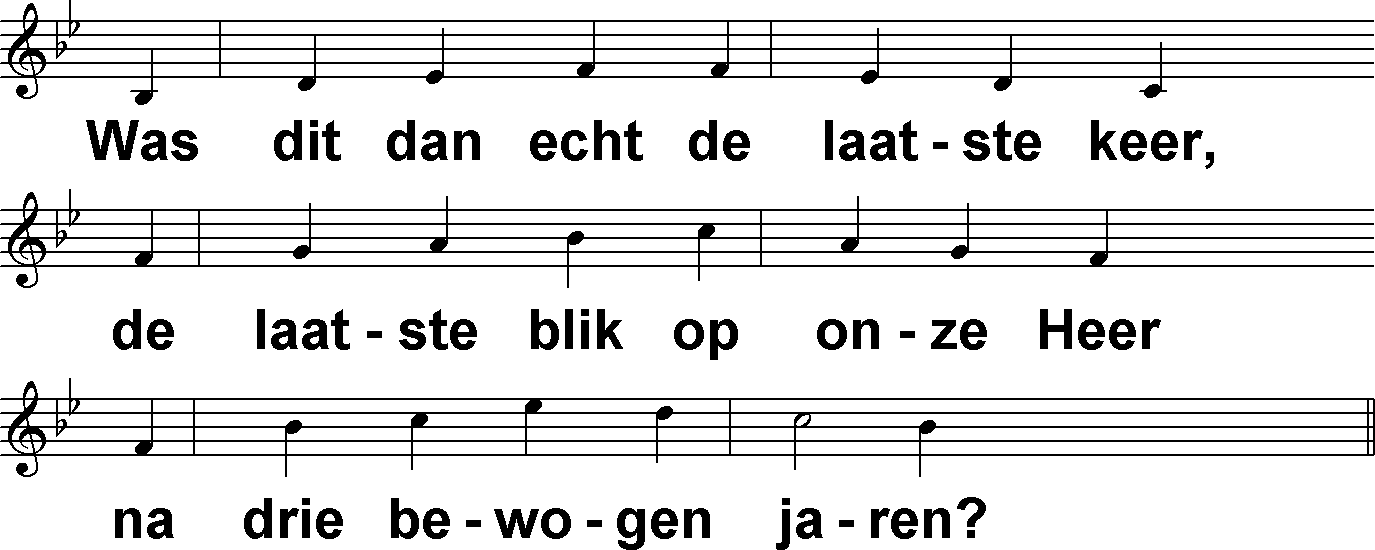 Was dit dan echt de laat - ste keer,
de laat - ste blik op on - ze Heer
na drie be - wo - gen ja - ren?